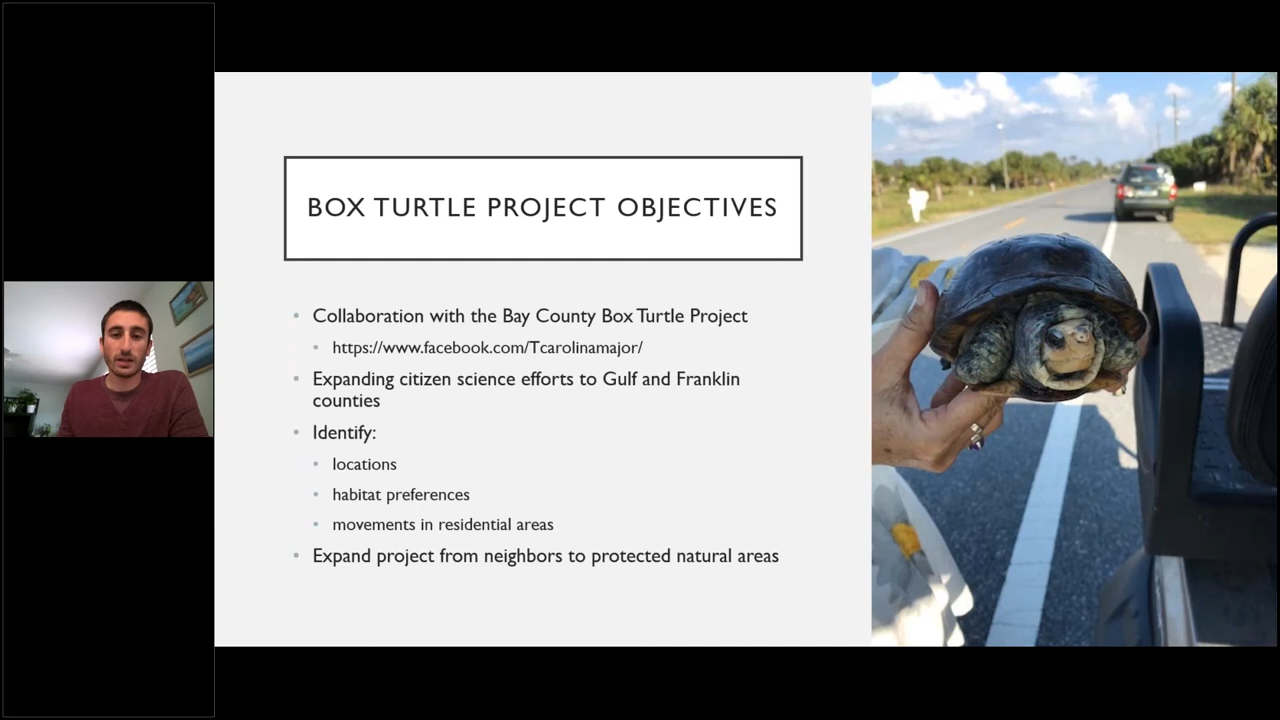 BOX TURTLE PROJECT OBJECTIVES
• Collaboration with the Bay County Box Turtle Project
• https://www.facebook.com/Tcarolinamajor/
• Expanding citizen science efforts to Gulf and Franklin
counties
• Identify:
• locations
• habitat preferences
• movements in residential areas
• Expand project from neighbors to protected natural areas